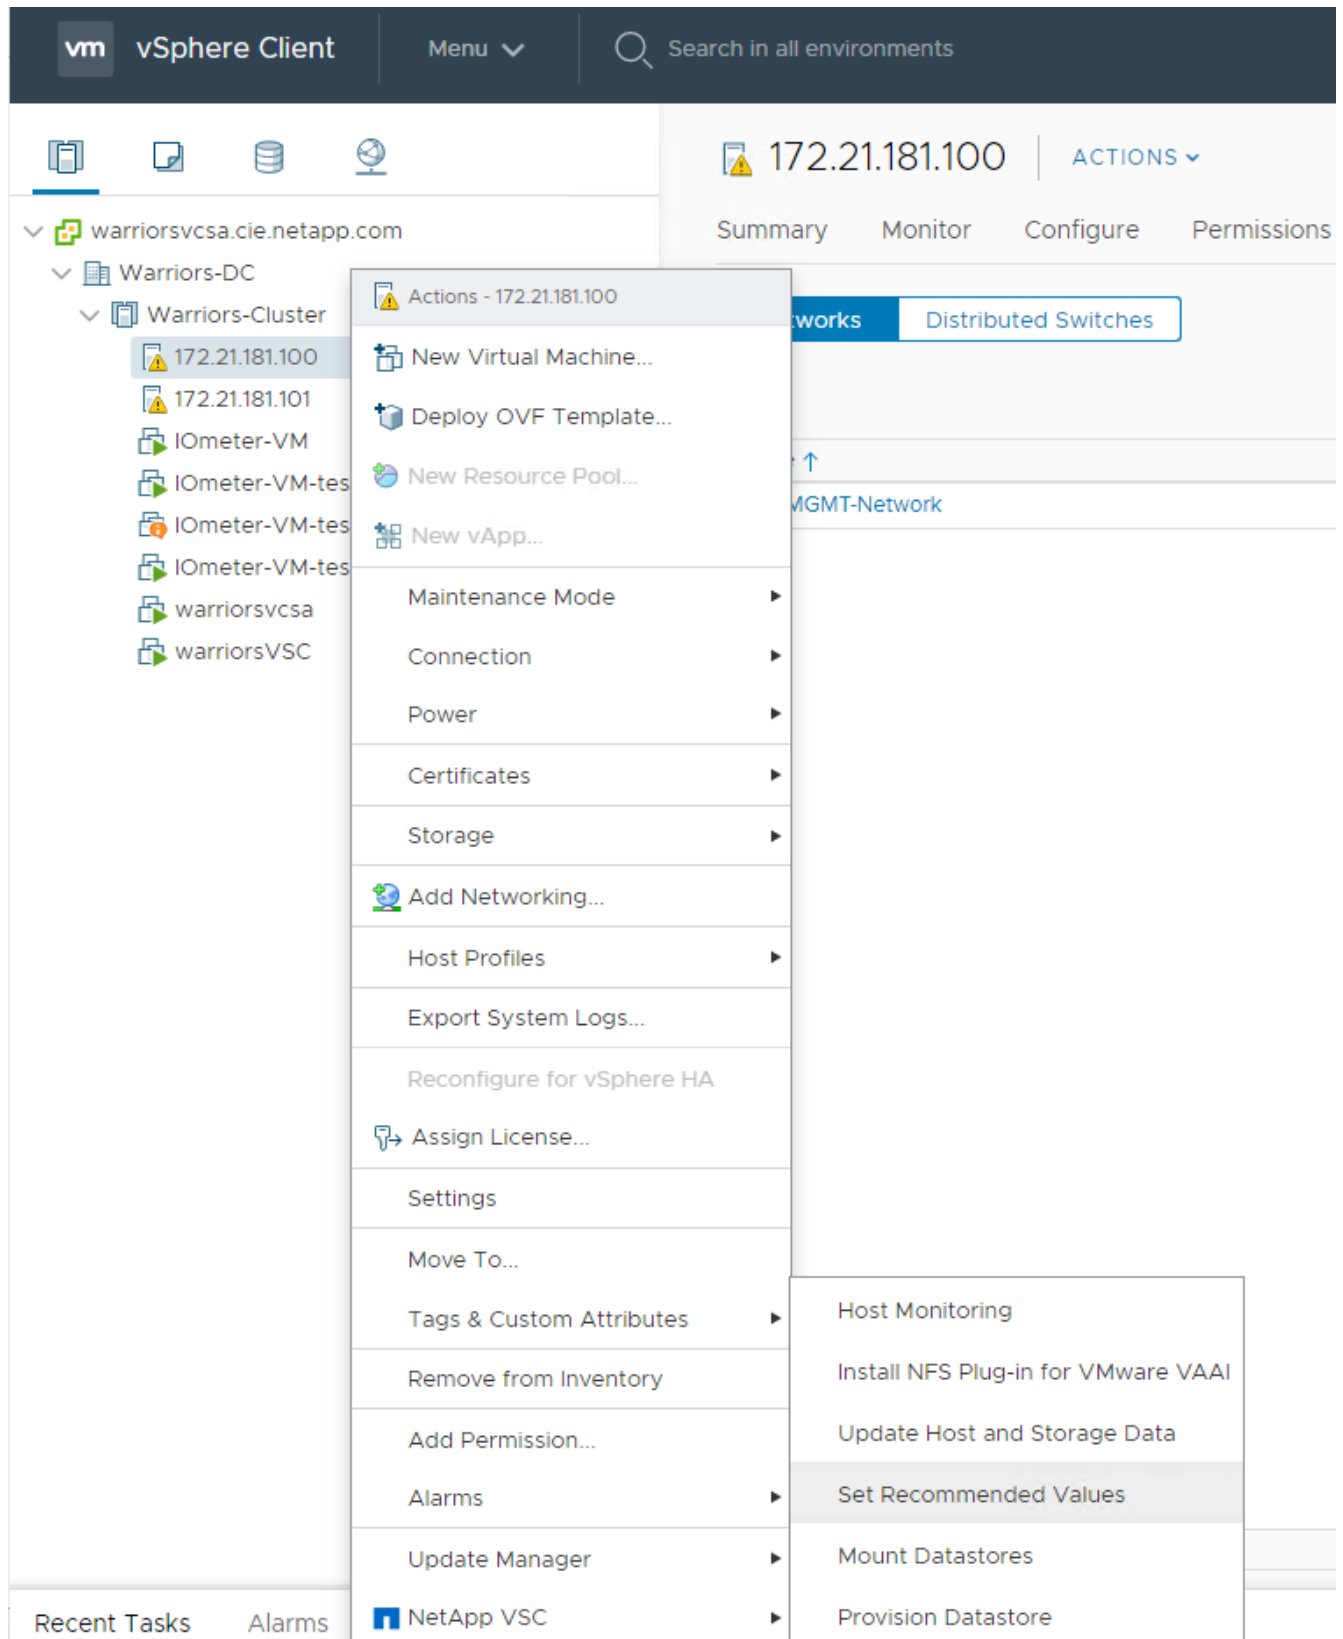 vm vSphere Client Menu Search in all environments
172.21.181.100 ACTIONS
Summary Monitor Configure Permissions
warriorsvcsa.cie.netapp.com
Warriors-DC
Warriors-Cluster
172.21.181.100
172.21.181.101
IOmeter-VM
IOmeter-VM-tes
IOmeter-VM-tes
IOmeter-VM-tes
warriorsvcsa
warriorsVSC
works Distributed Switches
MGMT-Network
Actions - 172.21.181.100
New Virtual Machine...
Deploy OVF Template...
New Resource Pool...
New vApp...
Maintenance Mode
Connection
Power
Certificates
Storage
Add Networking...
Host Profiles
Export System Logs...
Reconfigure for vSphere HA
Assign License...
Settings
Move To...
Tags & Custom Attributes
Remove from Inventory
Add Permission...
Alarms
Update Manager
NetApp VSC
Host Monitoring
Install NFS Plug-in for VMware VAAI
Update Host and Storage Data
Set Recommended Values
Mount Datastores
Provision Datastore
Recent Tasks Alarms